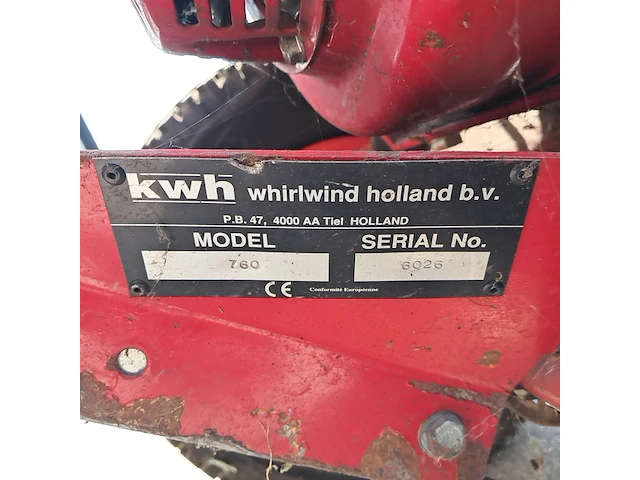 kwh whirlwind holland b.v.
P.B. 47, 4000 AA Tiel HOLLAND
MODEL SERIAL No.
760 6026
CE Conformité Européenne